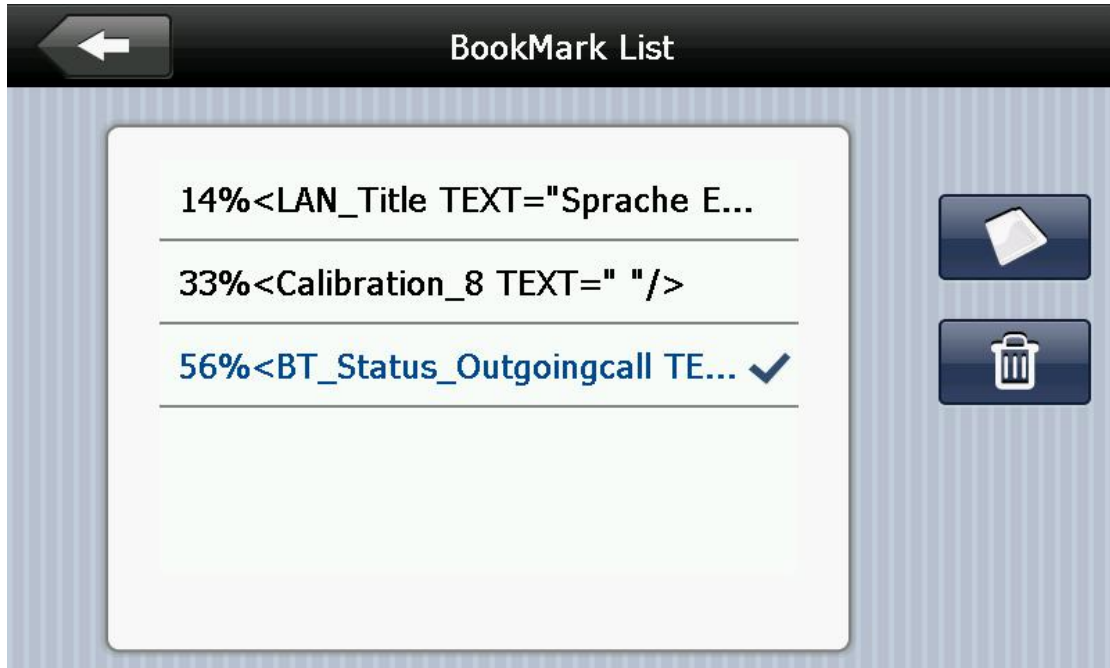 BookMark List
14%<LAN_Title TEXT="Sprache E...
33%<Calibration_8 TEXT=" "/>
56%<BT_Status_Outgoingcall TE...